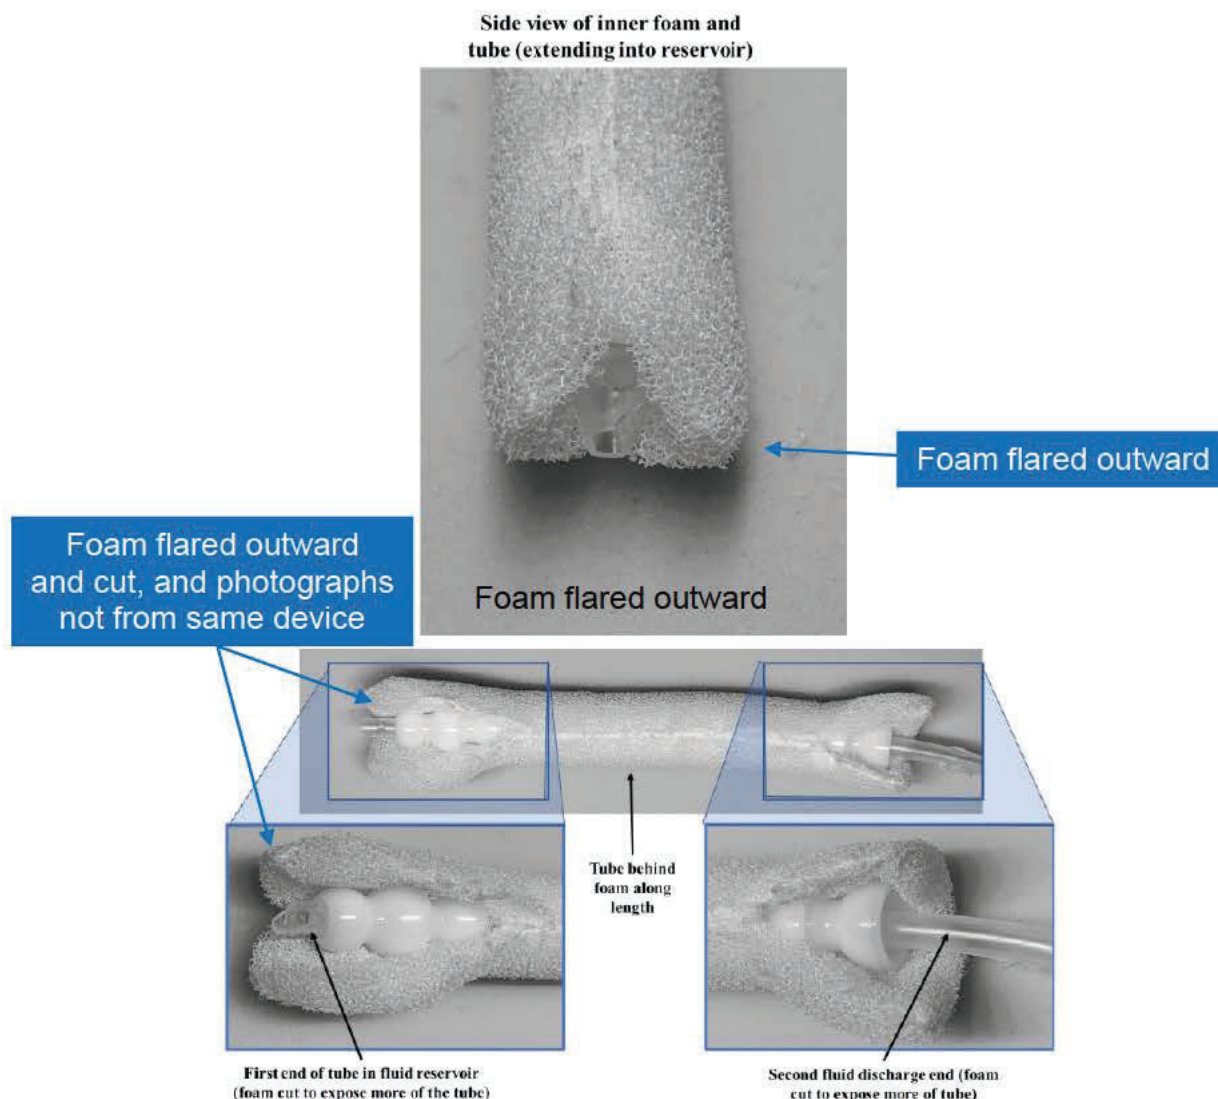 Side view of inner foam and
tube (extending into reservoir)
Foam flared outward
Foam flared outward
and cut, and photographs
not from same device
Foam flared outward
Tube behind
foam along
length
First end of tube in fluid reservoir
(foam cut to expose more of the tube)
Second fluid discharge end (foam
cut to expose more of tube)